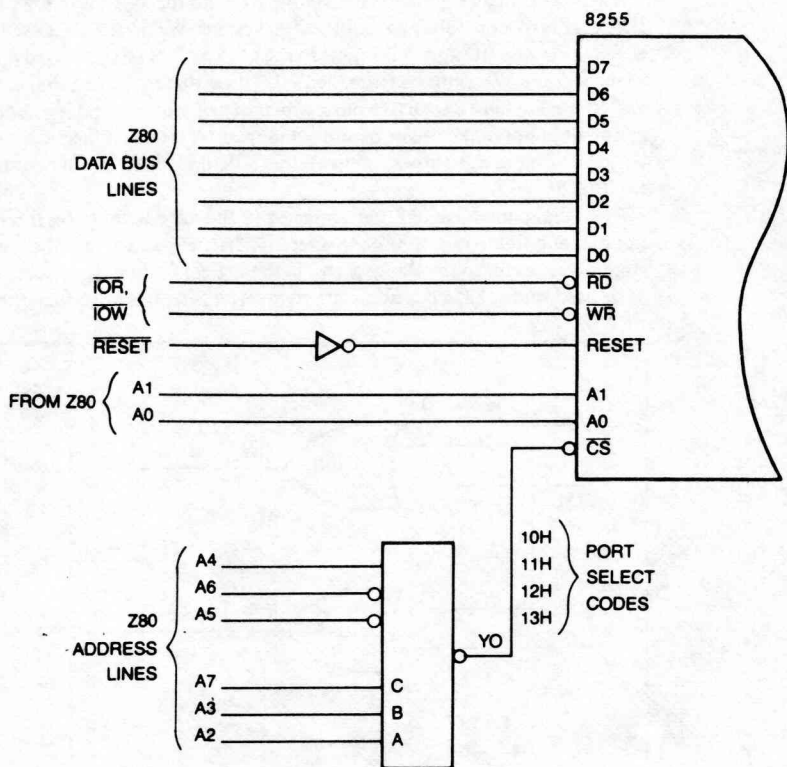 8255
D7
D6
D5
D4
D3
D2
D1
D0
Z80
DATA BUS
LINES
IOR,
IOW
RD
WR
RESET
RESET
FROM Z80
A1
A0
A1
A0
CS
10H
11H
12H
13H
PORT
SELECT
CODES
YO
Z80
ADDRESS
LINES
A4
A6
A5
A7
A3
A2
C
B
A